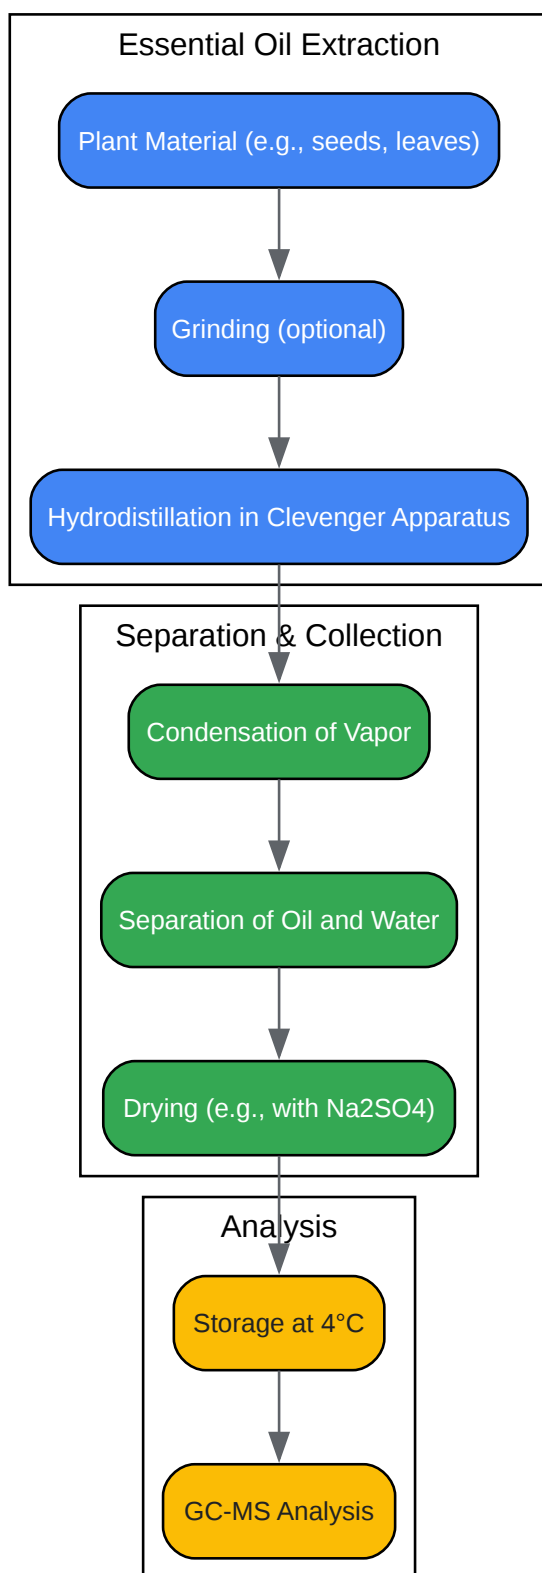 Essential Oil Extraction
Plant Material (e.g., seeds, leaves)
Grinding (optional)
Hydrodistillation in Clevenger Apparatus
Separation & Collection
Condensation of Vapor
Separation of Oil and Water
Drying (e.g., with Na2SO4)
Analysis
Storage at 4°C
GC-MS Analysis